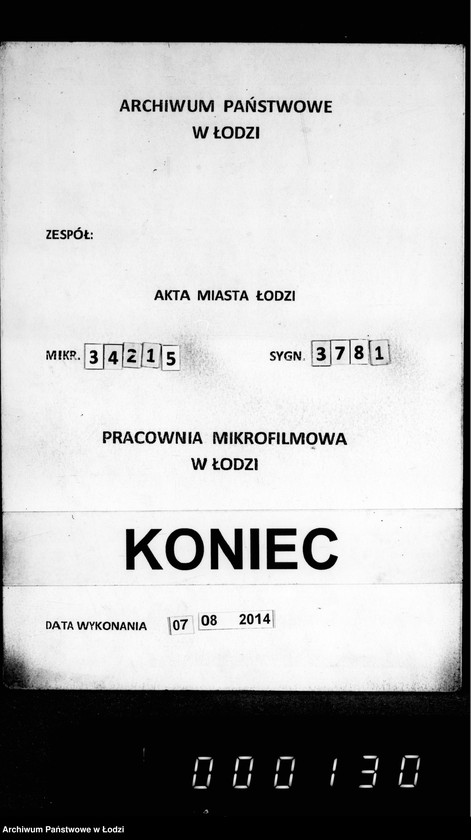 ARCHIWUM PAŃSTWOWE
W ŁODZI
ZESPÓŁ:
AKTA MIASTA ŁODZI
MIKR. 34215 SYGN. 3781
PRACOWNIA MIKROFILMOWA
W ŁODZI
KONIEC
DATA WYKONANIA 07 08 2014
000130
Archiwum Państwowe w Łodzi